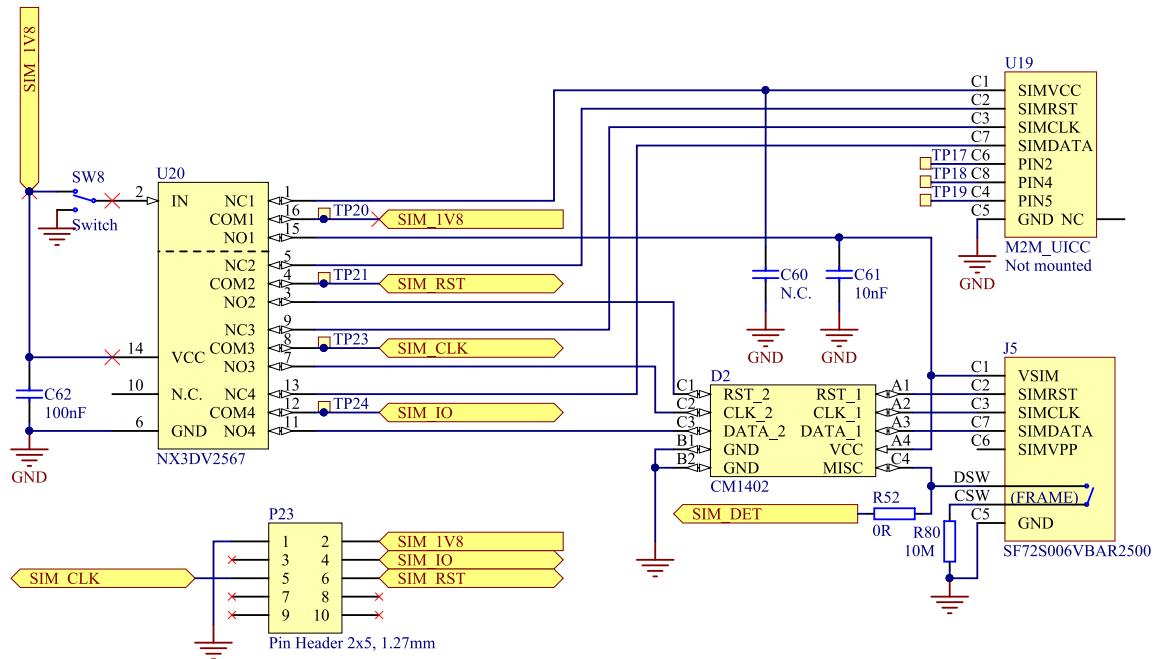 SIM_1V8
SW8
Switch
U20
2
IN
NC1
1
COM1
16
TP20
SIM_1V8
NO1
15
NC2
5
COM2
4
TP21
SIM_RST
NO2
3
NC3
9
COM3
8
TP23
SIM_CLK
NO3
7
14
VCC
10
N.C.
NC4
13
COM4
12
TP24
SIM_IO
6
GND
NO4
11
NX3DV2567
C62
100nF
GND
U19
C1
SIMVCC
C2
SIMRST
C3
SIMCLK
C7
SIMDATA
TP17
C6
PIN2
TP18
C8
PIN4
TP19
C4
PIN5
C5
GND NC
M2M_UICC
Not mounted
GND
C60
N.C.
GND
C61
10nF
GND
D2
C1
RST_2
RST_1
A1
C2
CLK_2
CLK_1
A2
C3
DATA_2
DATA_1
A3
B1
GND
VCC
A4
B2
GND
MISC
C4
CM1402
J5
C1
VSIM
C2
SIMRST
C3
SIMCLK
C7
SIMDATA
C6
SIMVPP
DSW
CSW
(FRAME)
C5
GND
SF72S006VBAR2500
SIM_DET
R52
0R
R80
10M
P23
1
2
SIM_1V8
3
4
SIM_IO
SIM_CLK
5
6
SIM_RST
7
8
9
10
Pin Header 2x5, 1.27mm